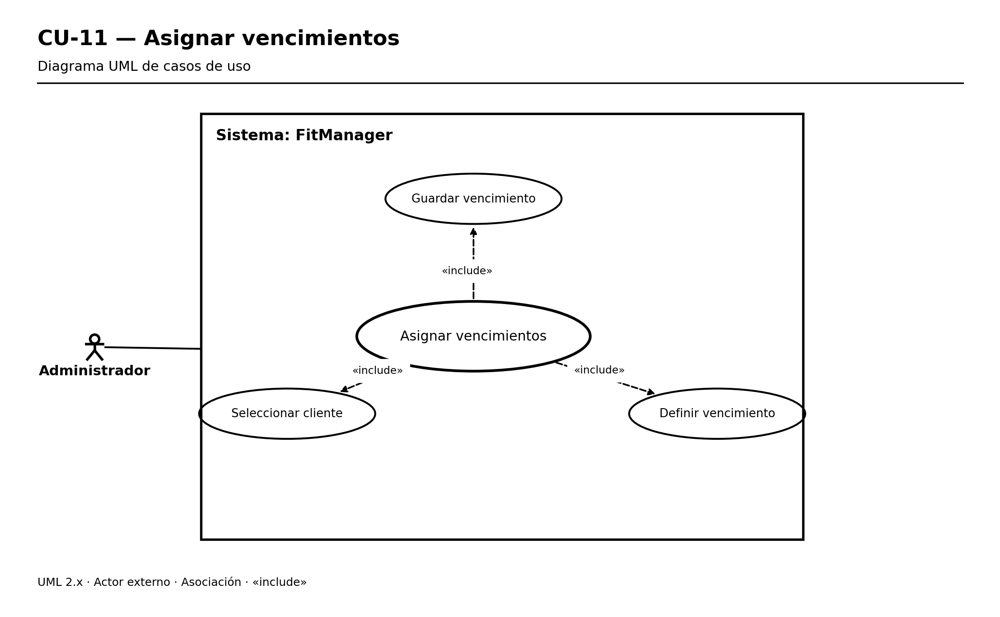 CU-11 — Asignar vencimientos
Diagrama UML de casos de uso
Sistema: FitManager
Guardar vencimiento
«include»
Asignar vencimientos
Administrador
«include»
«include»
Seleccionar cliente
Definir vencimiento
UML 2.x · Actor externo · Asociación · «include»